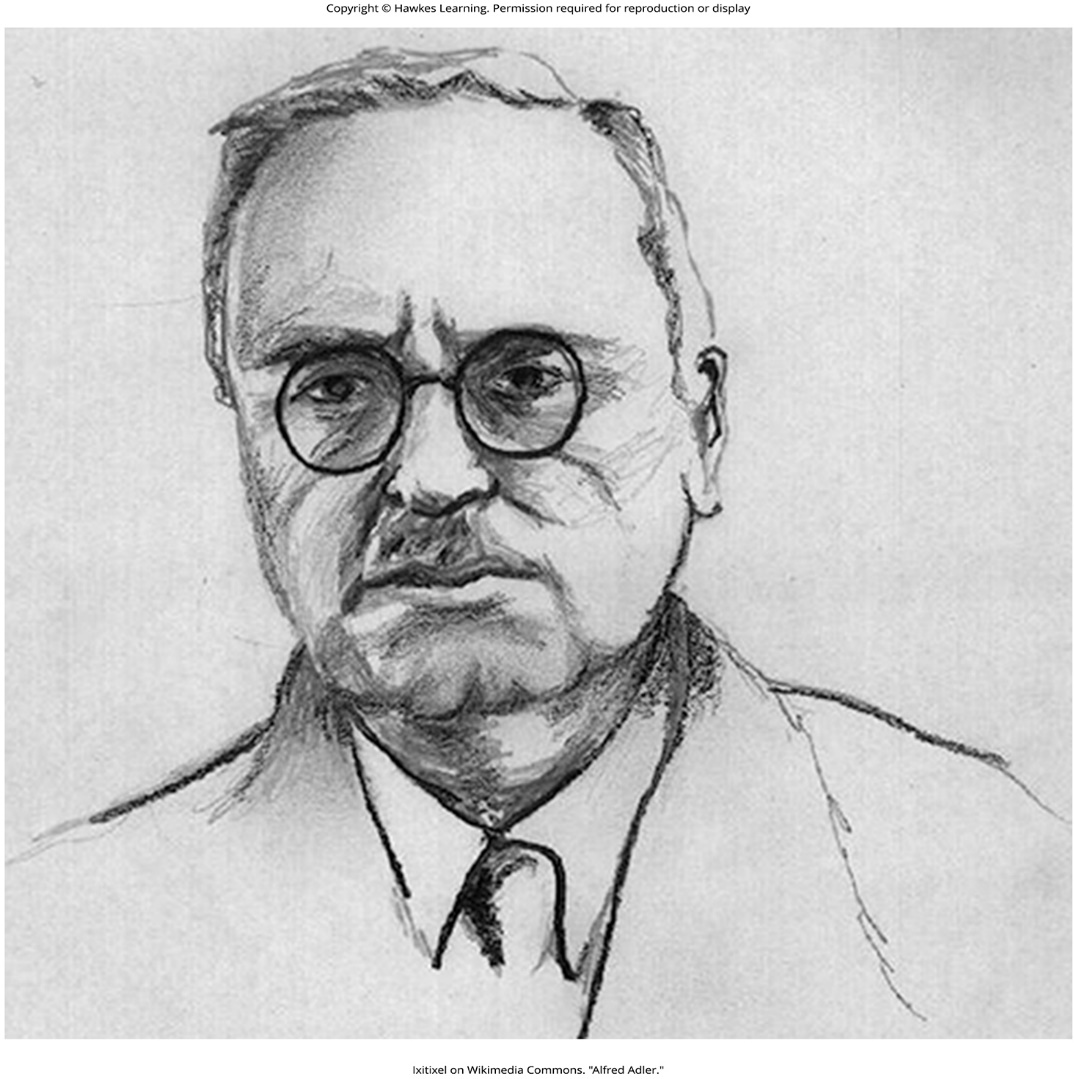 Copyright © Hawkes Learning. Permission required for reproduction or display
Ixitixel on Wikimedia Commons. "Alfred Adler."